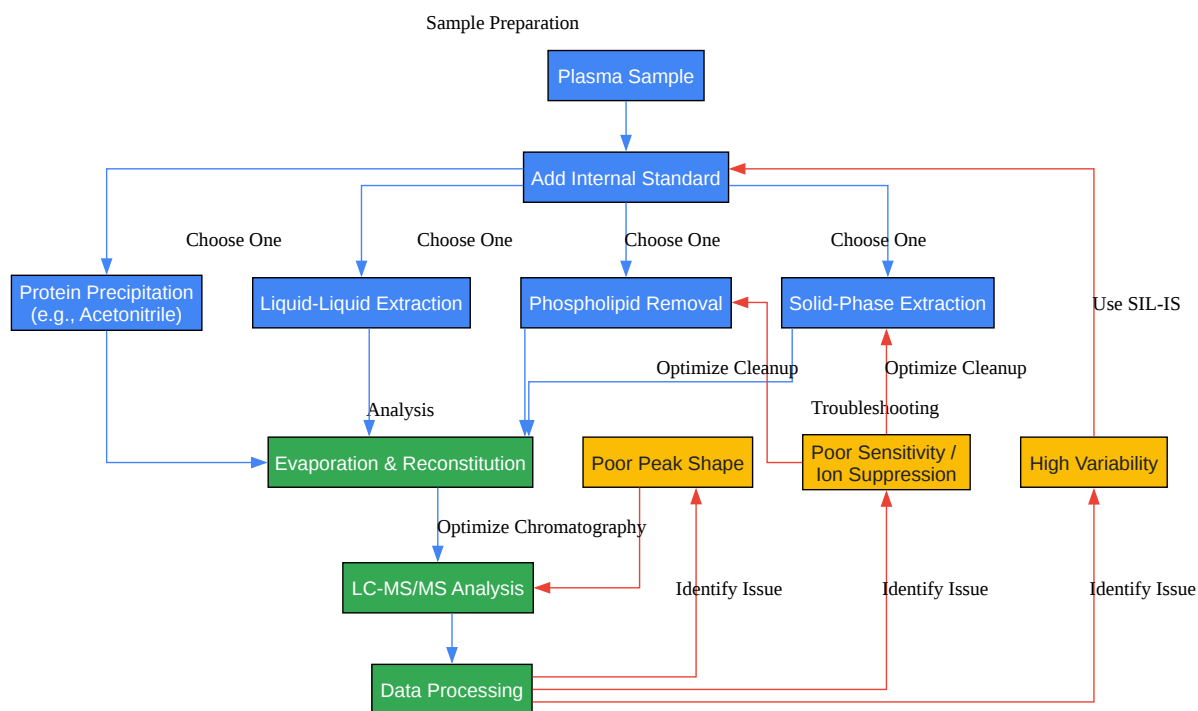 Sample Preparation
Plasma Sample
Add Internal Standard
Choose One
Choose One
Choose One
Choose One
Protein Precipitation
(e.g., Acetonitrile)
Liquid-Liquid Extraction
Phospholipid Removal
Solid-Phase Extraction
Use SIL-IS
Optimize Cleanup
Optimize Cleanup
Analysis
Troubleshooting
Evaporation & Reconstitution
Poor Peak Shape
Poor Sensitivity /
Ion Suppression
High Variability
Optimize Chromatography
LC-MS/MS Analysis
Identify Issue
Identify Issue
Identify Issue
Data Processing